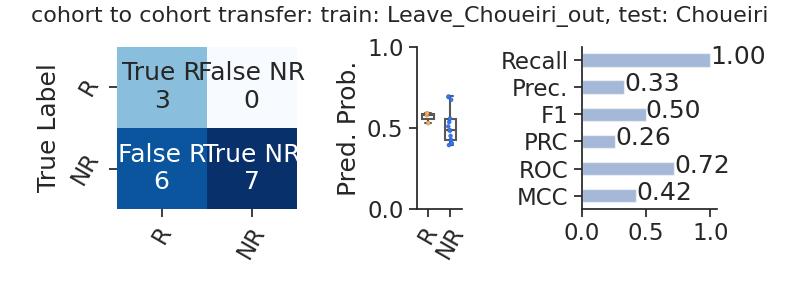 cohort to cohort transfer: train: Leave_Choueiri_out, test: Choueiri
True Label
R
NR
True R
3
False NR
0
False R
6
True NR
7
R
NR
Pred. Prob.
1.0
0.5
0.0
R
NR
Recall
1.00
Prec.
0.33
F1
0.50
PRC
0.26
ROC
0.72
MCC
0.42
0.0
0.5
1.0